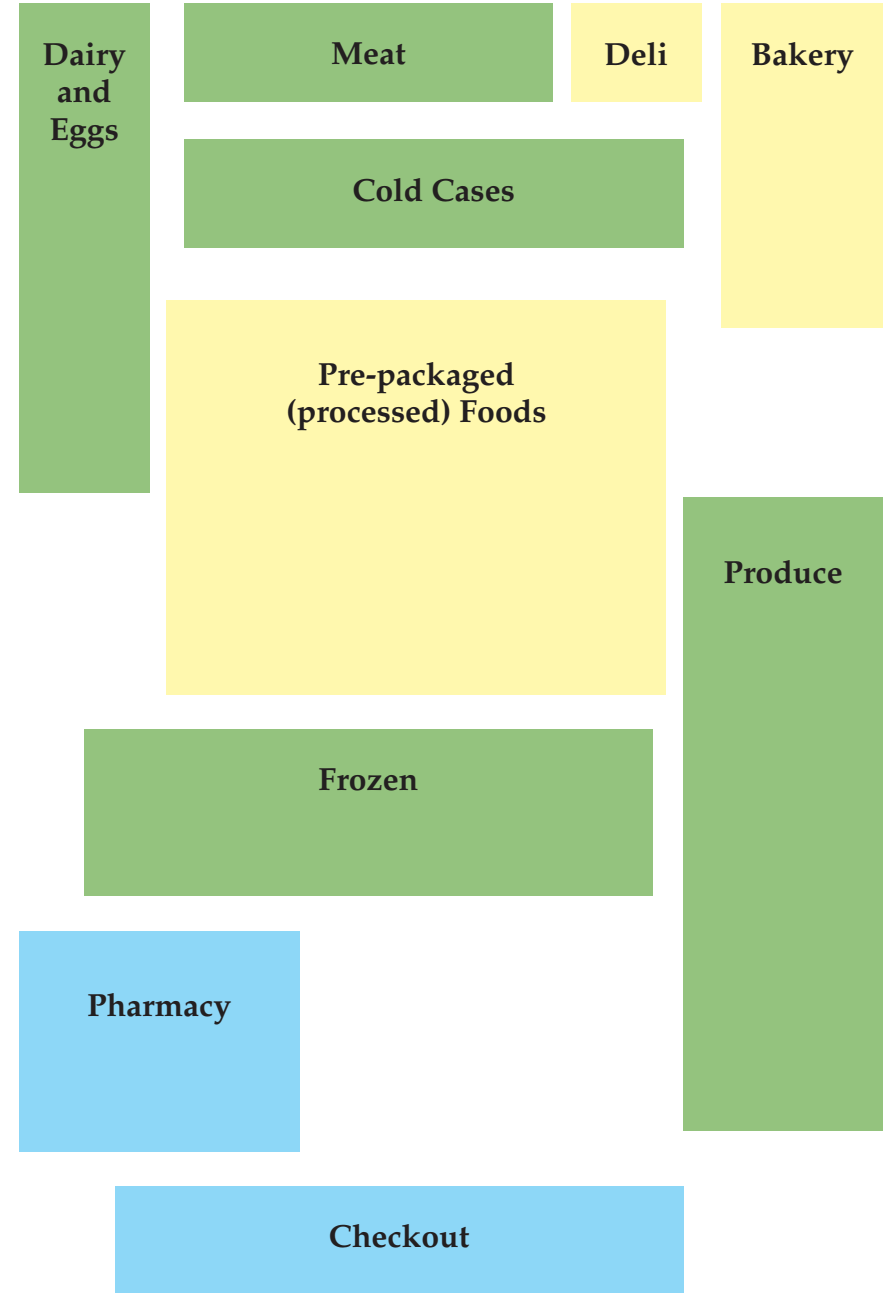 Dairy
and
Eggs
Meat
Deli
Bakery
Cold Cases
Pre-packaged
(processed) Foods
Produce
Frozen
Pharmacy
Checkout